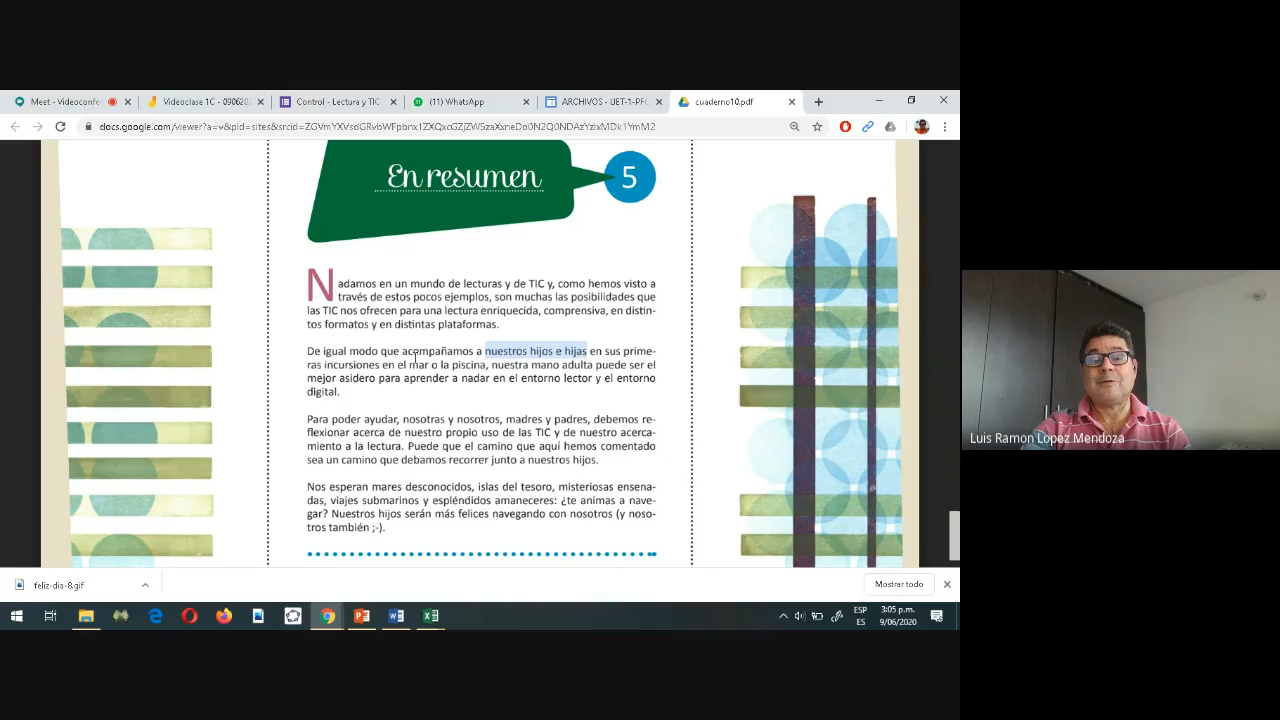 Meet - Videoconfe
Videoclase 1C - 09062
Control - Lectura y TIC
(11) WhatsApp
ARCHIVOS - UET-1-PFC
cuaderno10.pdf
En resumen
5
Nadamos en un mundo de lecturas y de TIC y, como hemos visto a
través de estos pocos ejemplos, son muchas las posibilidades que
las TIC nos ofrecen para una lectura enriquecida, comprensiva, en distin-
tos formatos y en distintas plataformas.
De igual modo que acompañamos a nuestros hijos e hijas en sus prime-
ras incursiones en el mar o la piscina, nuestra mano adulta puede ser el
mejor asidero para aprender a nadar en el entorno lector y el entorno
digital.
Para poder ayudar, nosotras y nosotros, madres y padres, debemos re-
flexionar acerca de nuestro propio uso de las TIC y de nuestro acerca-
miento a la lectura. Puede que el camino que aquí hemos comentado
sea un camino que debamos recorrer junto a nuestros hijos.
Nos esperan mares desconocidos, islas del tesoro, misteriosas ensena-
das, viajes submarinos y espléndidos amaneceres: ¿te animas a nave-
gar? Nuestros hijos serán más felices navegando con nosotros (y noso-
tros también ;-).
Luis Ramon Lopez Mendoza
feliz-dia-8.gif
Mostrar todo
ESP
ES
3:05 p.m.
9/06/2020